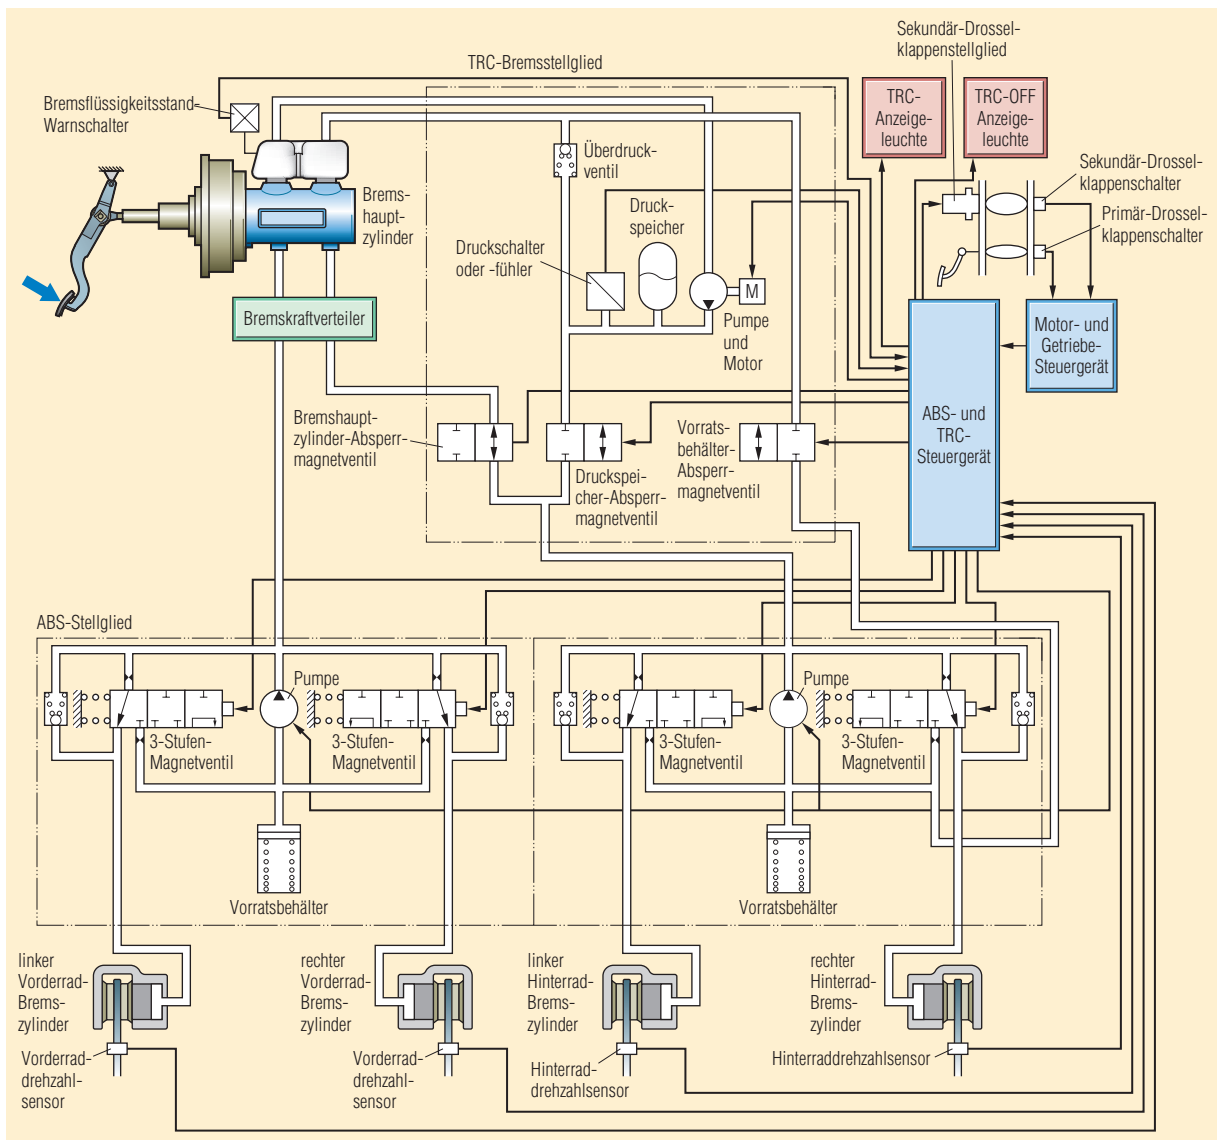 Sekundär-Drossel-
klappenstellglied
TRC-Bremsstellglied
Bremsflüssigkeitsstand-
Warnschalter
TRC-
Anzeige-
leuchte
TRC-OFF
Anzeige-
leuchte
Überdruck-
ventil
Sekundär-Drossel-
klappenschalter
Brems-
haupt-
zylinder
Druck-
speicher
Primär-Drossel-
klappenschalter
Druckschalter
oder -fühler
M
Bremskraftverteiler
Pumpe
und
Motor
Motor- und
Getriebe-
Steuergerät
Bremshaupt-
zylinder-Absperr-
magnetventil
Vorrats-
behälter-
Absperr-
magnetventil
ABS- und
TRC-
Steuergerät
Druckspei-
cher-Absperr-
magnetventil
ABS-Stellglied
Pumpe
Pumpe
3-Stufen-
Magnetventil
3-Stufen-
Magnetventil
3-Stufen-
Magnetventil
3-Stufen-
Magnetventil
Vorratsbehälter
Vorratsbehälter
linker
Vorderrad-
Brems-
zylinder
rechter
Vorderrad-
Brems-
zylinder
linker
Hinterrad-
Brems-
zylinder
rechter
Hinterrad-
Brems-
zylinder
Vorderrad-
drehzahl-
sensor
Vorderrad-
drehzahl-
sensor
Hinterrad-
drehzahlsensor
Hinterraddrehzahlsensor